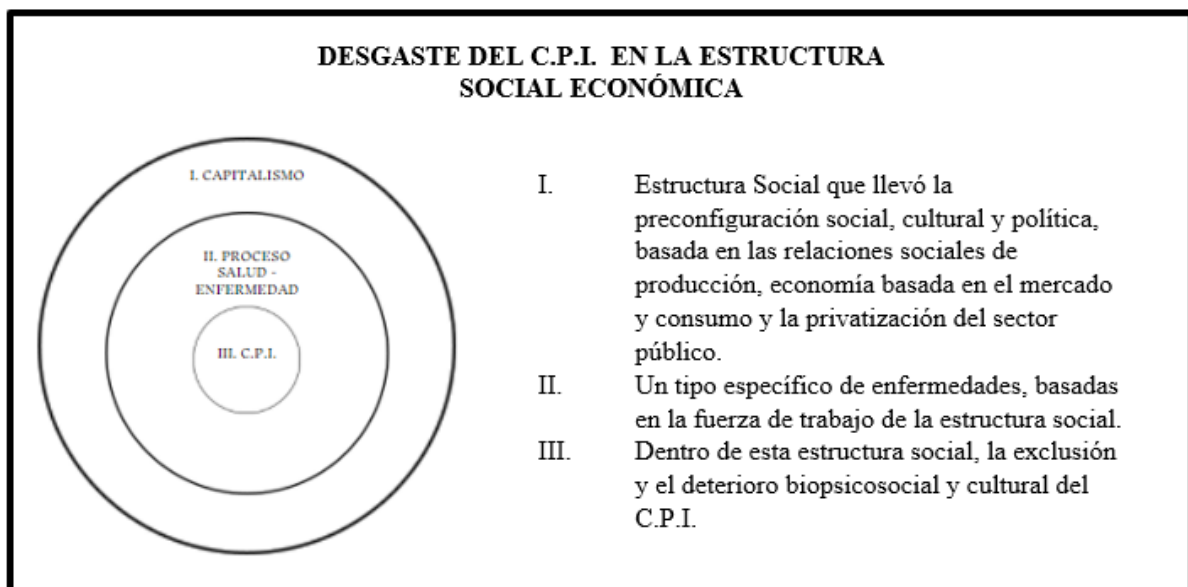 DESGASTE DEL C.P.I. EN LA ESTRUCTURA
SOCIAL ECONÓMICA
I. CAPITALISMO
II. PROCESO
SALUD -
ENFERMEDAD
III. C.P.I.
I. Estructura Social que llevó la
preconfiguración social, cultural y política,
basada en las relaciones sociales de
producción, economía basada en el mercado
y consumo y la privatización del sector
público.
II. Un tipo específico de enfermedades, basadas
en la fuerza de trabajo de la estructura social.
III. Dentro de esta estructura social, la exclusión
y el deterioro biopsicosocial y cultural del
C.P.I.